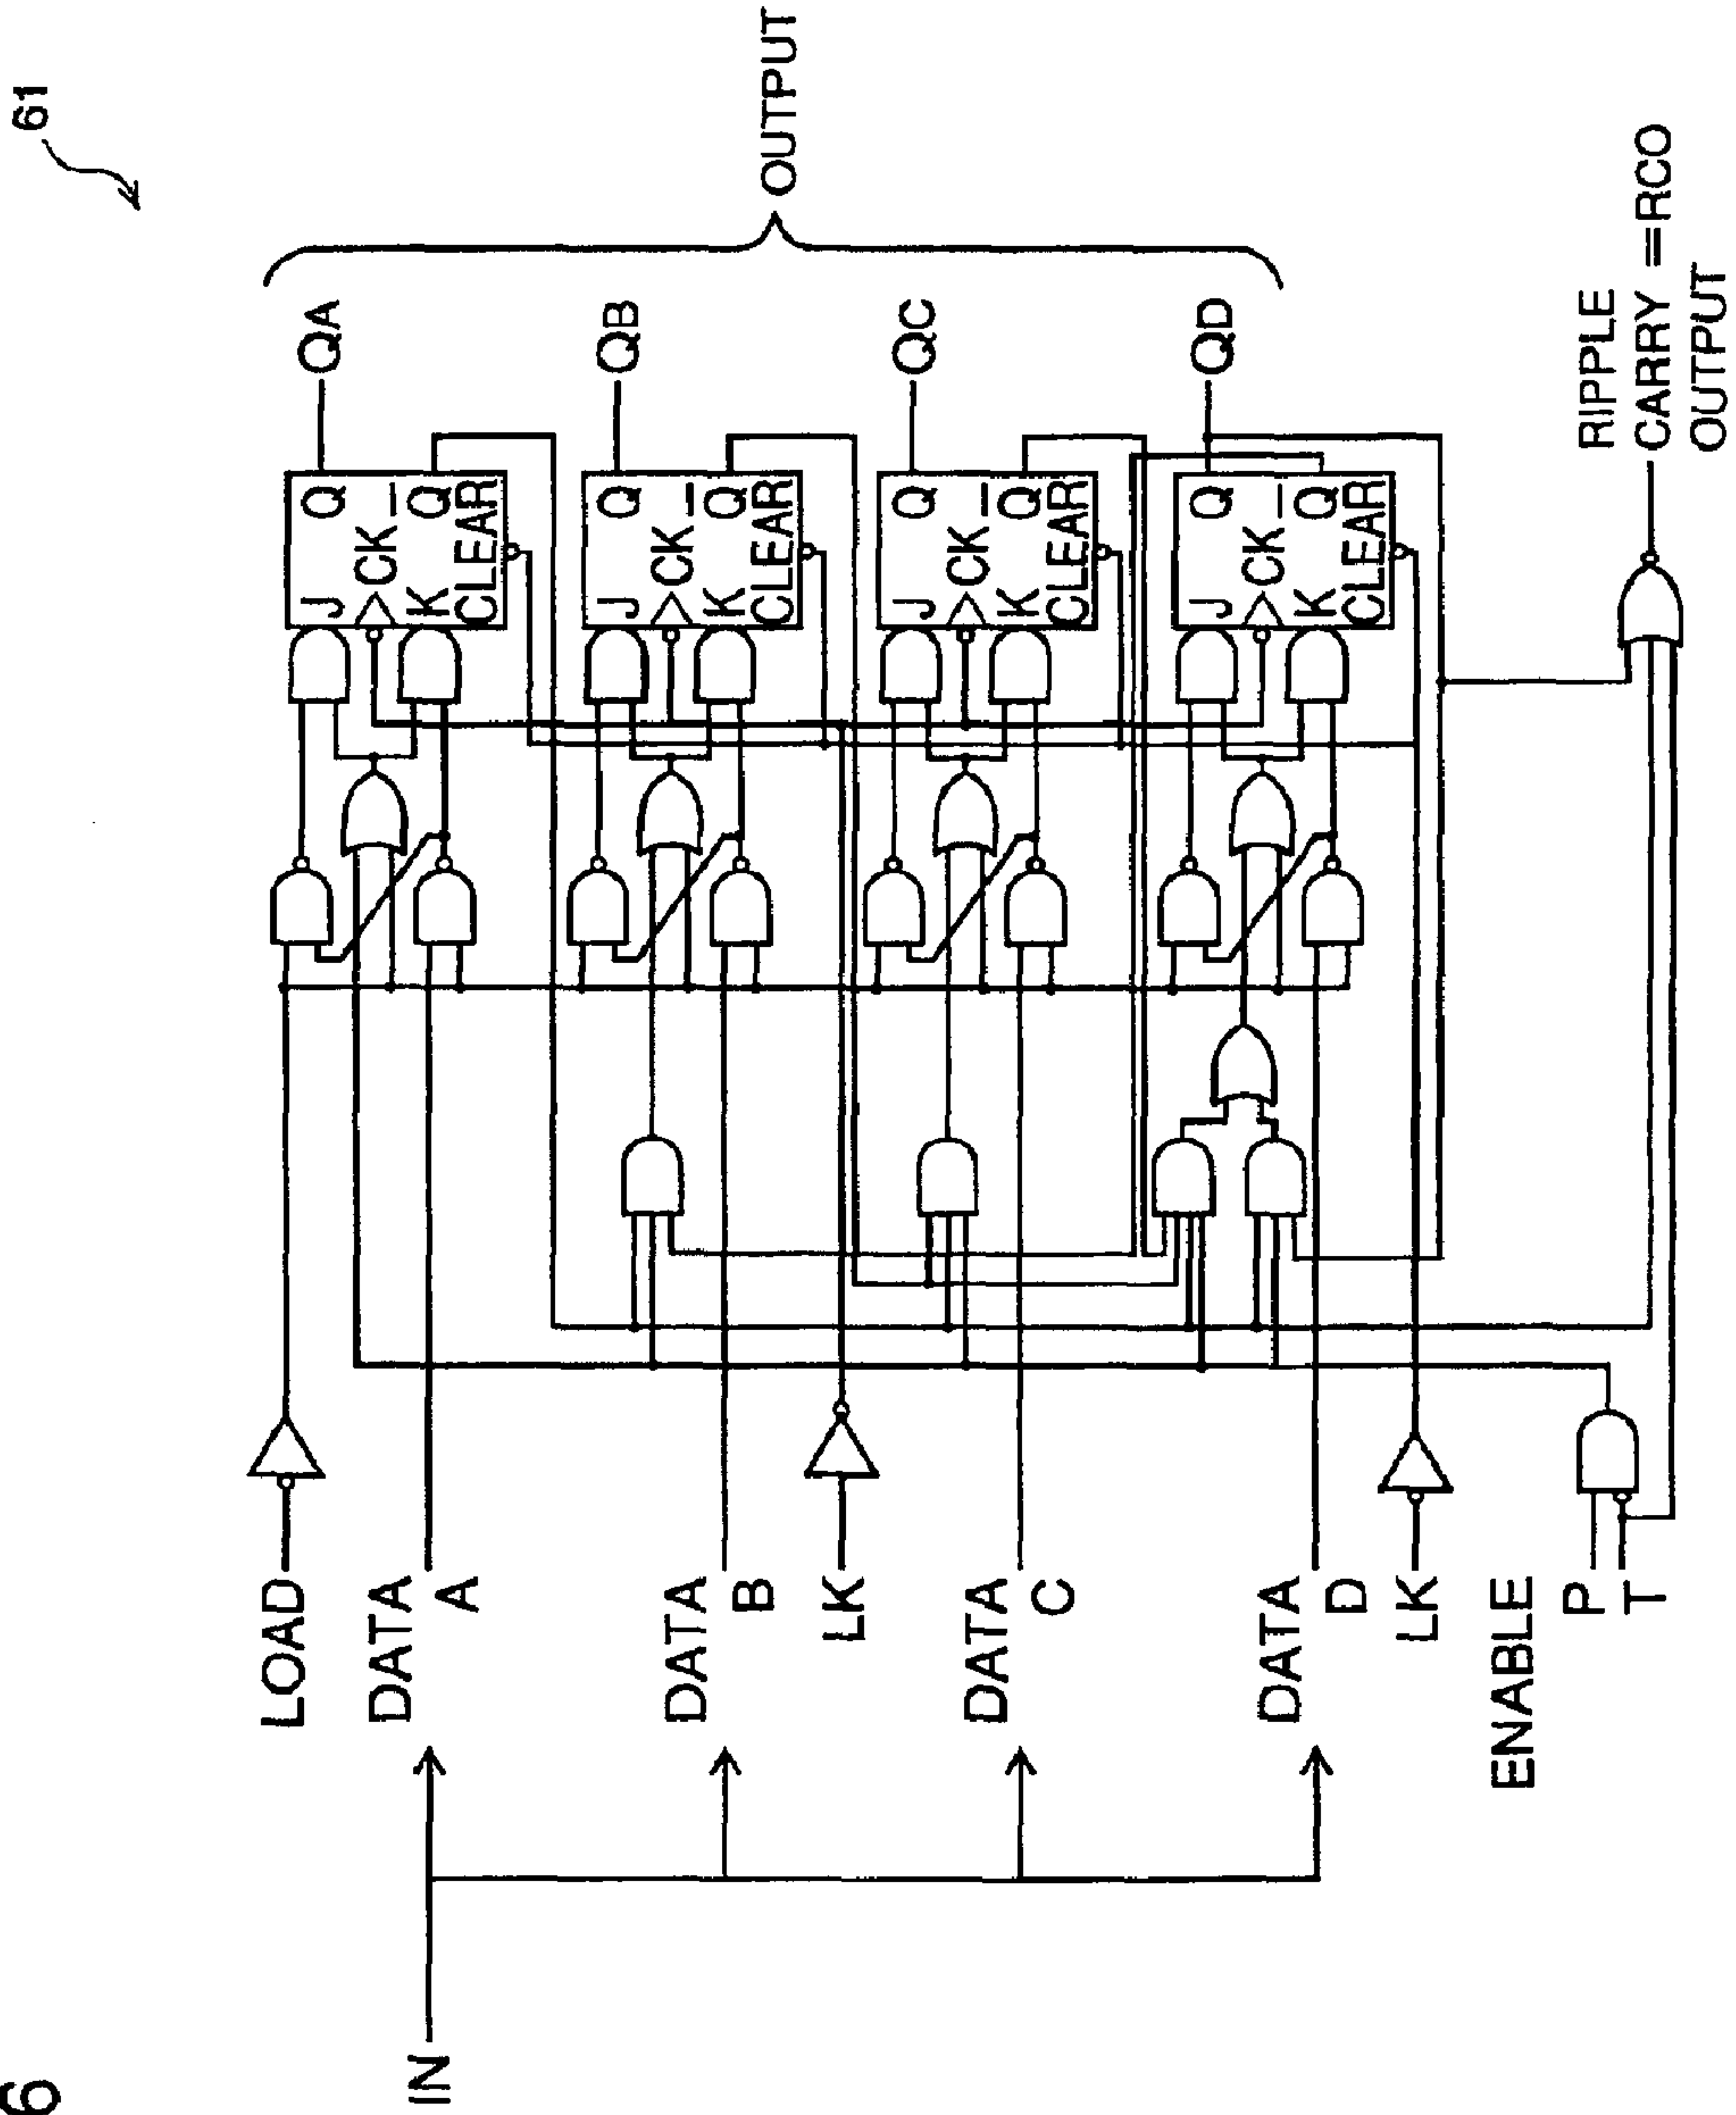 6
61
IN
LOAD
DATA
A
DATA
B
LK
DATA
C
DATA
D
LK
ENABLE
P
T
J
Q
CK
K
Q
CLEAR
J
Q
CK
K
Q
CLEAR
J
Q
CK
K
Q
CLEAR
J
Q
CK
K
Q
CLEAR
QA
QB
QC
QD
OUTPUT
RIPPLE
CARRY =RCO
OUTPUT